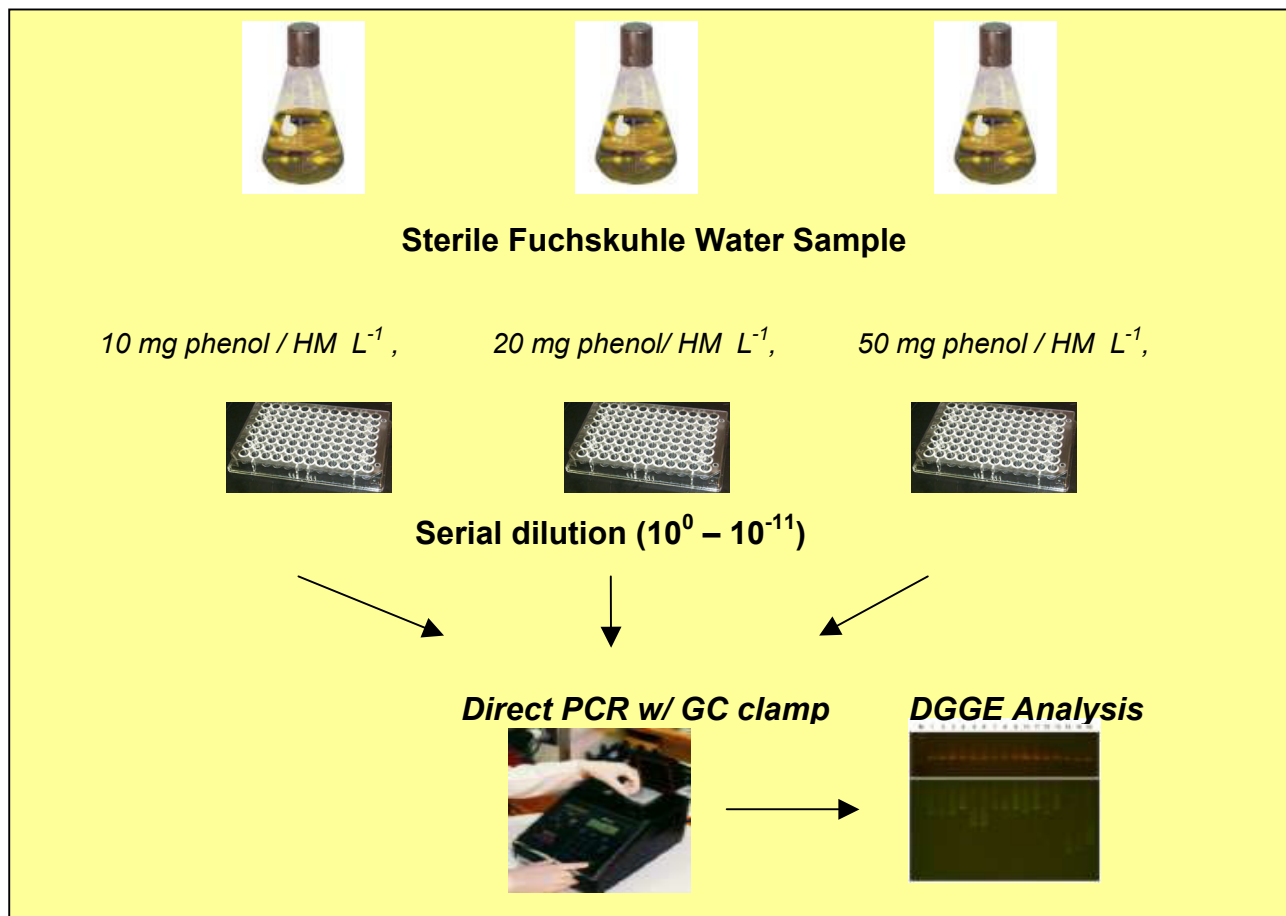 Sterile Fuchskuhle Water Sample
10 mg phenol / HM L⁻¹ , 20 mg phenol/ HM L⁻¹, 50 mg phenol / HM L⁻¹,
Serial dilution (10⁰ – 10⁻¹¹)
Direct PCR w/ GC clamp DGGE Analysis